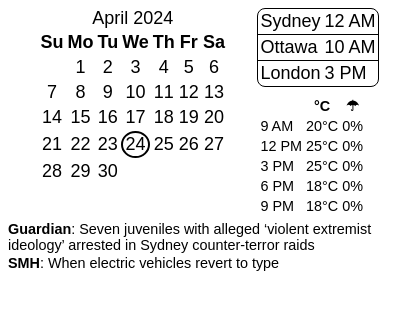 April 2024
Su Mo Tu We Th Fr Sa
1 2 3 4 5 6
7 8 9 10 11 12 13
14 15 16 17 18 19 20
21 22 23 24 25 26 27
28 29 30
Sydney 12 AM
Ottawa 10 AM
London 3 PM
°C ☂
9 AM 20°C 0%
12 PM 25°C 0%
3 PM 25°C 0%
6 PM 18°C 0%
9 PM 18°C 0%
Guardian: Seven juveniles with alleged ‘violent extremist
ideology’ arrested in Sydney counter-terror raids
SMH: When electric vehicles revert to type